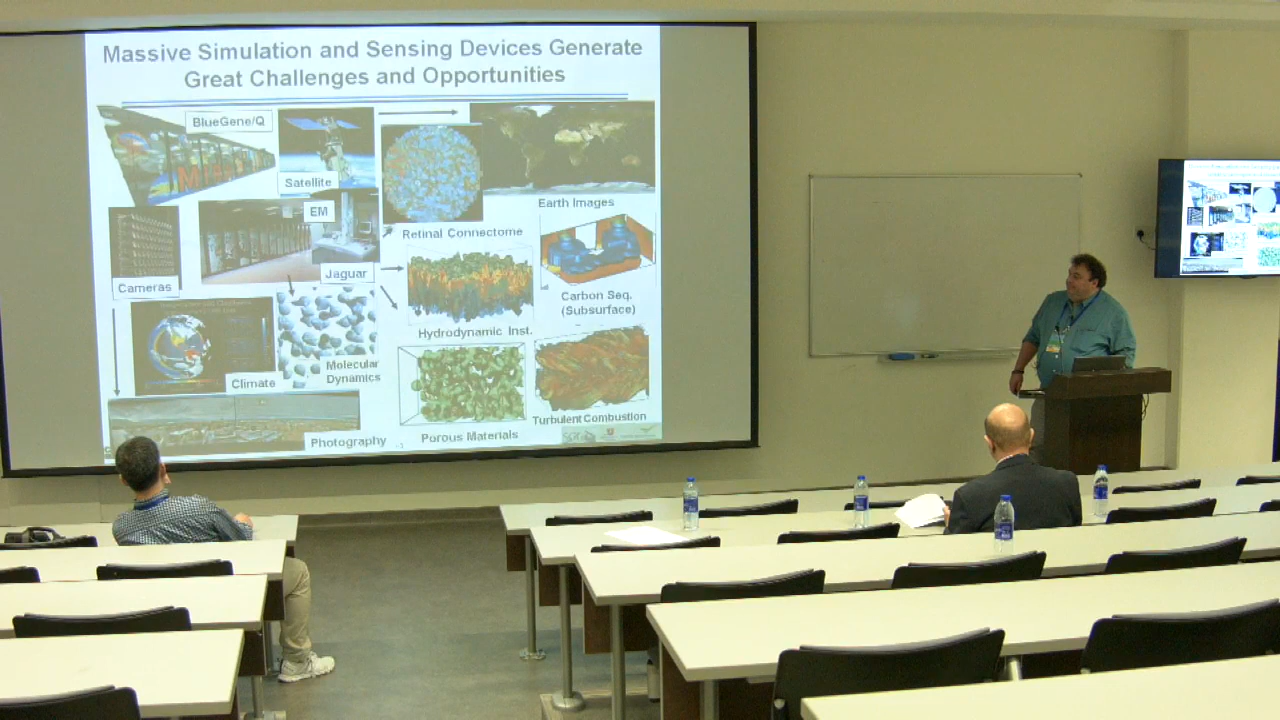 Massive Simulation and Sensing Devices Generate
Great Challenges and Opportunities
BlueGene/Q
Satellite
EM
Earth Images
Retinal Connectome
Jaguar
Cameras
Carbon Seq.
(Subsurface)
Hydrodynamic Inst.
Molecular
Dynamics
Climate
Turbulent Combustion
Photography
Porous Materials